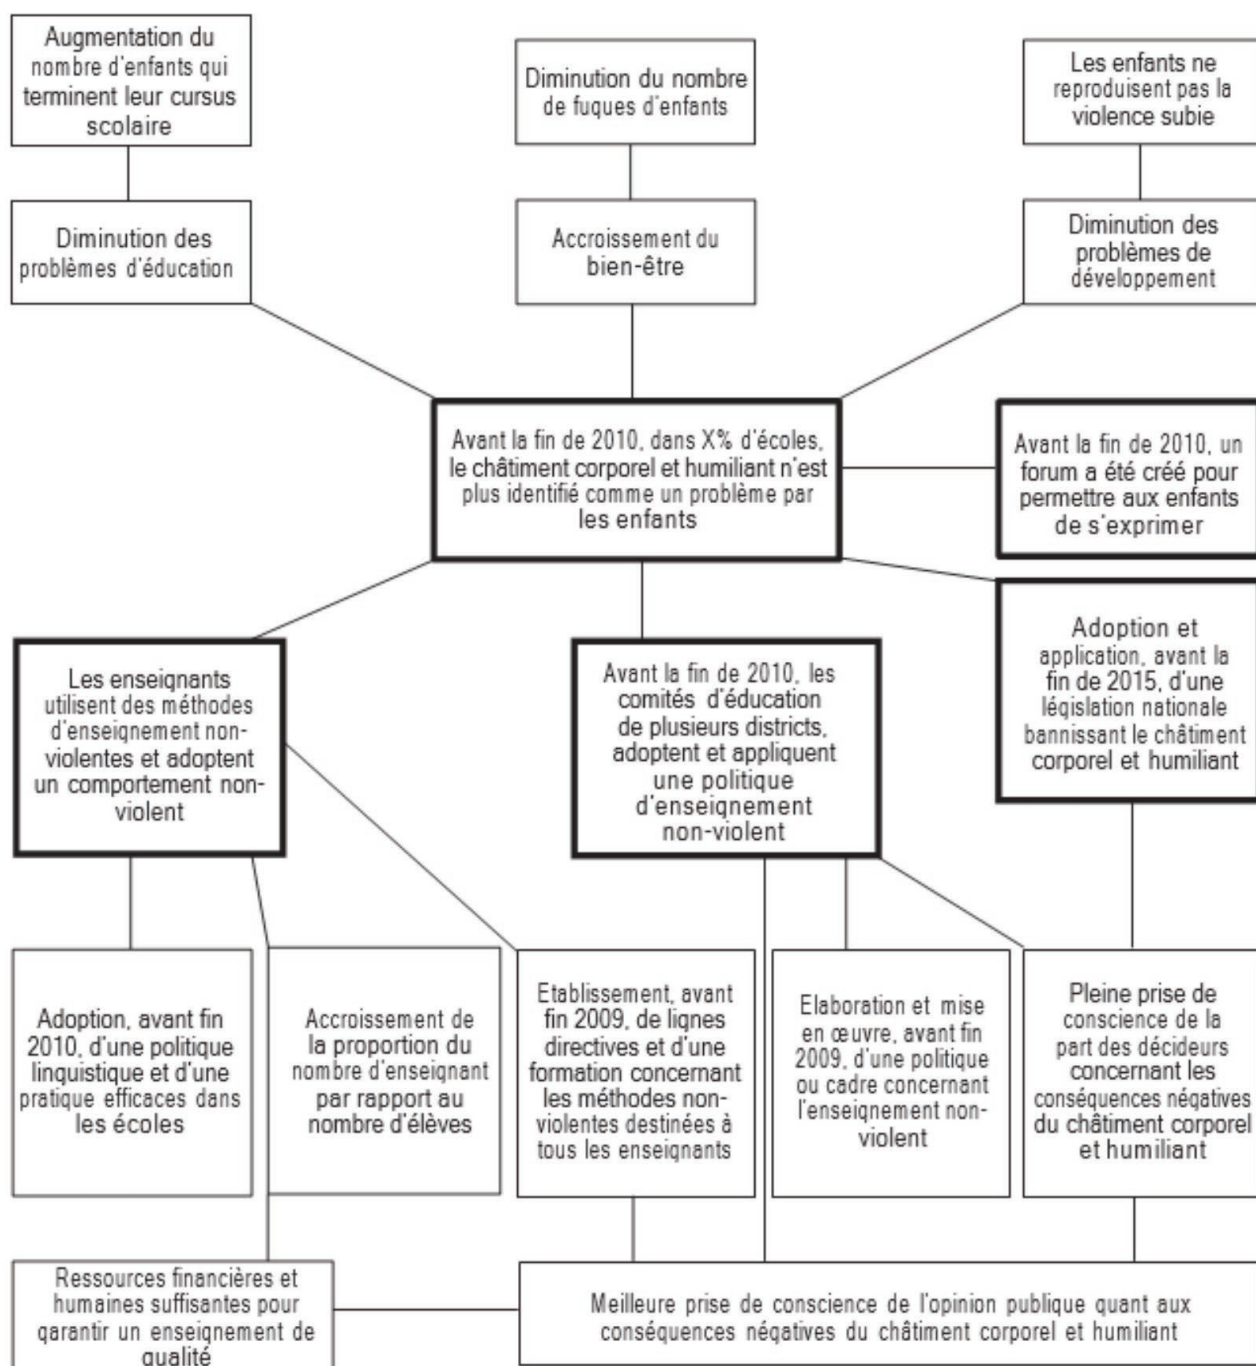 Augmentation du
nombre d'enfants qui
terminent leur cursus
scolaire
Diminution du nombre
de fuques d'enfants
Les enfants ne
reproduisent pas la
violence subie
Diminution des
problèmes d'éducation
Accroissement du
bien-être
Diminution des
problèmes de
développement
Avant la fin de 2010, dans X% d'écoles,
le châtiment corporel et humiliant n'est
plus identifié comme un problème par
les enfants
Avant la fin de 2010, un
forum a été créé pour
permettre aux enfants
de s'exprimer
Les enseignants
utilisent des méthodes
d'enseignement non-
violentes et adoptent
un comportement non-
violent
Avant la fin de 2010, les
comités d'éducation
de plusieurs districts,
adoptent et appliquent
une politique
d'enseignement
non-violent
Adoption et
application, avant la
fin de 2015, d'une
législation nationale
bannissant le châtiment
corporel et humiliant
Adoption, avant fin
2010, d'une politique
linguistique et d'une
pratique efficaces dans
les écoles
Accroissement de
la proportion du
nombre d'enseignant
par rapport au
nombre d'élèves
Etablissement, avant
fin 2009, de lignes
directives et d'une
formation concernant
les méthodes non-
violentes destinées à
tous les enseignants
Elaboration et mise
en œuvre, avant fin
2009, d'une politique
ou cadre concernant
l'enseignement non-
violent
Pleine prise de
conscience de la
part des décideurs
concernant les
conséquences négatives
du châtiment corporel
et humiliant
Ressources financières et
humaines suffisantes pour
garantir un enseignement de
qualité
Meilleure prise de conscience de l'opinion publique quant aux
conséquences négatives du châtiment corporel et humiliant